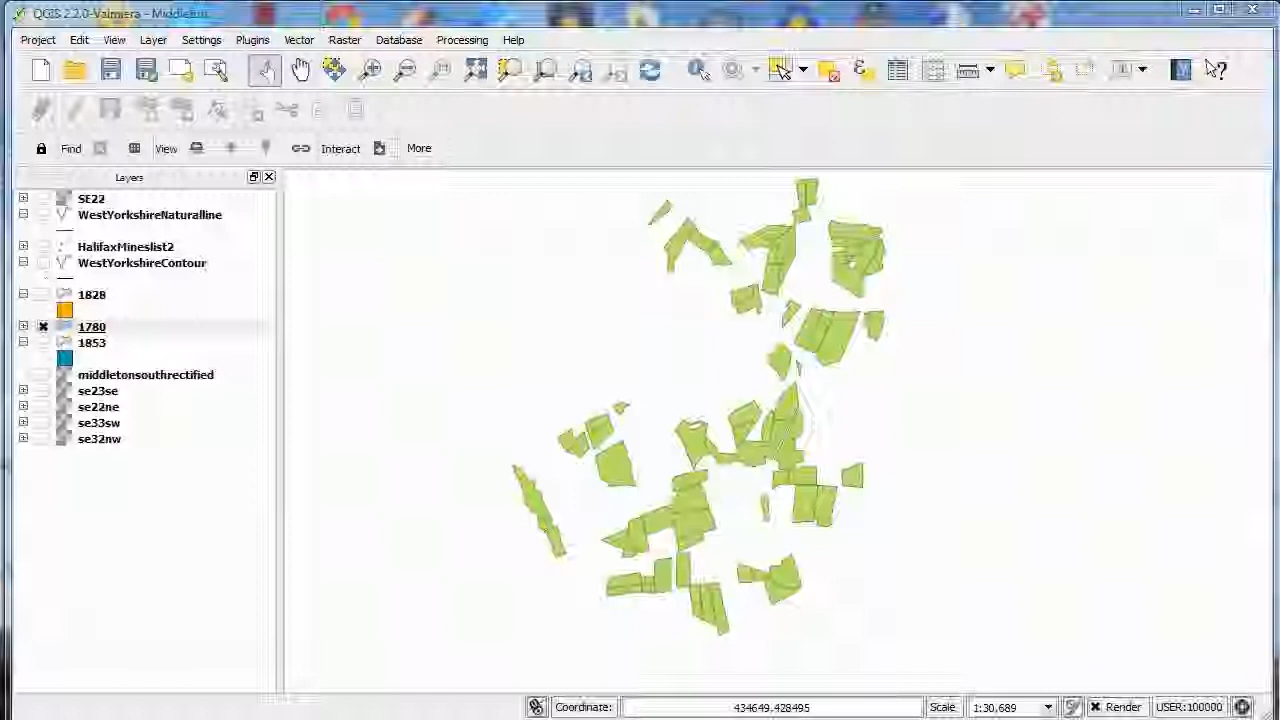 QGIS 2.2.0-Valmiera - Middleton
Project Edit View Layer Settings Plugins Vector Raster Database Processing Help
Find View Interact More
Layers
SE22
WestYorkshireNaturalline
HalifaxMineslist2
WestYorkshireContour
1828
1780
1853
middletonsouthrectified
se23se
se22ne
se33sw
se32nw
Coordinate: 434649,428495 Scale 1:30,689 Render USER:100000